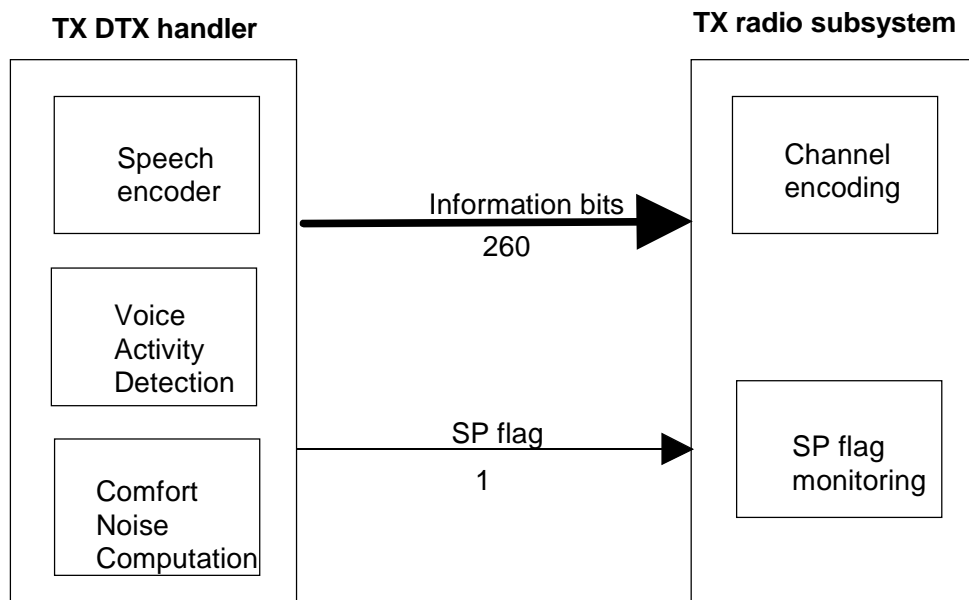 TX DTX handler
TX radio subsystem
Speech
encoder
Channel
encoding
Information bits
260
Voice
Activity
Detection
SP flag
1
SP flag
monitoring
Comfort
Noise
Computation